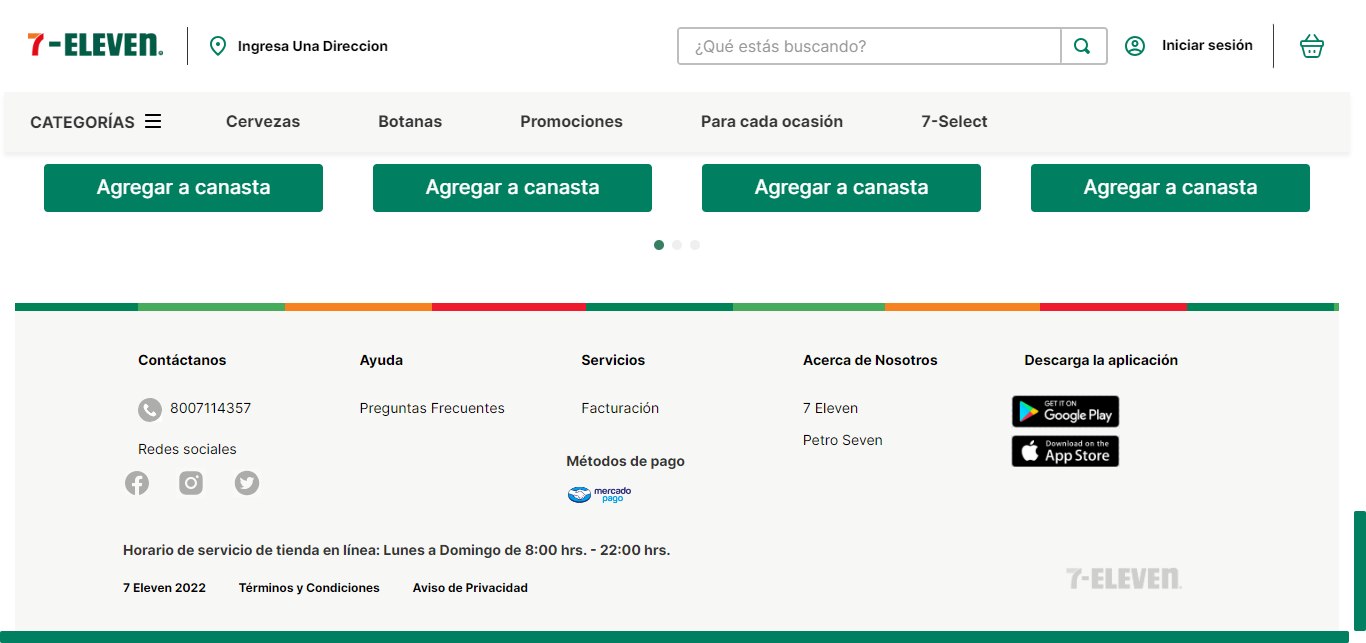 7-ELEVEN.
Ingresa Una Direccion
¿Qué estás buscando?
Iniciar sesión
CATEGORÍAS
Cervezas
Botanas
Promociones
Para cada ocasión
7-Select
Agregar a canasta
Agregar a canasta
Agregar a canasta
Agregar a canasta
Contáctanos
8007114357
Redes sociales
Ayuda
Preguntas Frecuentes
Servicios
Facturación
Métodos de pago
mercado
pago
Acerca de Nosotros
7 Eleven
Petro Seven
Descarga la aplicación
GET IT ON
Google Play
Download on the
App Store
Horario de servicio de tienda en línea: Lunes a Domingo de 8:00 hrs. - 22:00 hrs.
7 Eleven 2022
Términos y Condiciones
Aviso de Privacidad
7-ELEVEN.